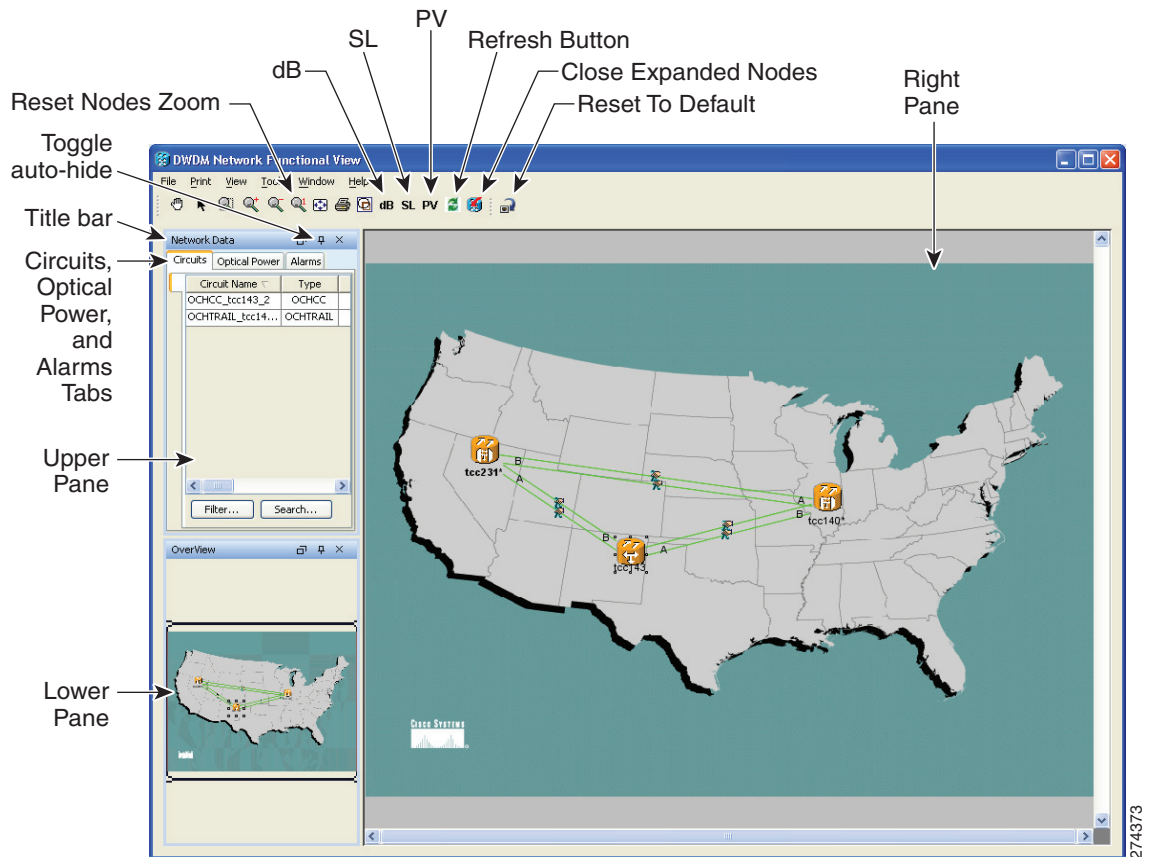 PV
SL
Refresh Button
dB
Close Expanded Nodes
Right
Pane
Reset Nodes Zoom
Reset To Default
Toggle
auto-hide
DWDM Network Functional View
File Print View Tools Window Help
dB SL PV
Title bar
Network Data
Circuits,
Optical
Power,
and
Alarms
Tabs
Circuits Optical Power Alarms
Circuit Name Type
OCHCC_tcc143_2 OCHCC
OCHTRAIL_tcc14... OCHTRAIL
Upper
Pane
Filter... Search...
B
tcc231*
A
A
B
tcc140*
B
A
tcc143
OverView
Lower
Pane
CISCO SYSTEMS
274373